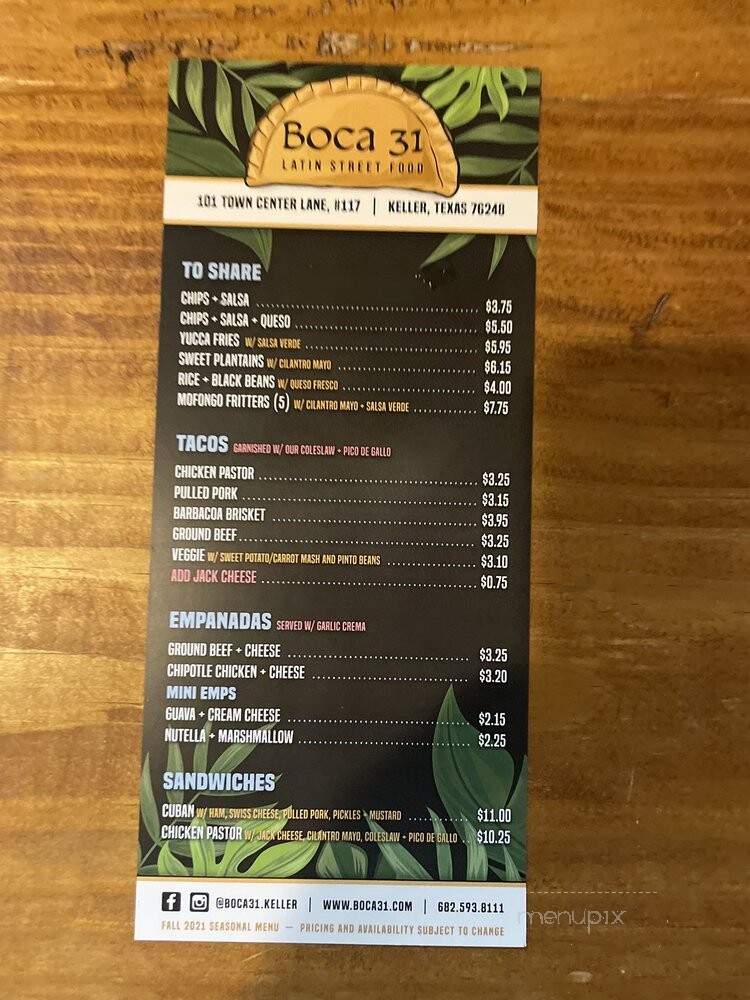 BOCA 31
LATIN STREET FOOD
101 TOWN CENTER LANE, #117 | KELLER, TEXAS 76248
TO SHARE
CHIPS + SALSA $3.75
CHIPS + SALSA + QUESO $5.50
YUCCA FRIES W/ SALSA VERDE $5.95
SWEET PLANTAINS W/ CILANTRO MAYO $6.15
RICE + BLACK BEANS W/ QUESO FRESCO $4.00
MOFONGO FRITTERS (5) W/ CILANTRO MAYO + SALSA VERDE $7.75
TACOS GARNISHED W/ OUR COLESLAW + PICO DE GALLO
CHICKEN PASTOR $3.25
PULLED PORK $3.15
BARBACOA BRISKET $3.95
GROUND BEEF $3.25
VEGGIE W/ SWEET POTATO/CARROT MASH AND PINTO BEANS $3.10
ADD JACK CHEESE $0.75
EMPANADAS SERVED W/ GARLIC CREMA
GROUND BEEF + CHEESE $3.25
CHIPOTLE CHICKEN + CHEESE $3.20
MINI EMPS
GUAVA + CREAM CHEESE $2.15
NUTELLA + MARSHMALLOW $2.25
SANDWICHES
CUBAN W/ HAM, SWISS CHEESE, PULLED PORK, PICKLES + MUSTARD $11.00
CHICKEN PASTOR W/ JACK CHEESE, CILANTRO MAYO, COLESLAW + PICO DE GALLO $10.25
@BOCA31.KELLER | WWW.BOCA31.COM | 682.593.8111
FALL 2021 SEASONAL MENU — PRICING AND AVAILABILITY SUBJECT TO CHANGE
menupix